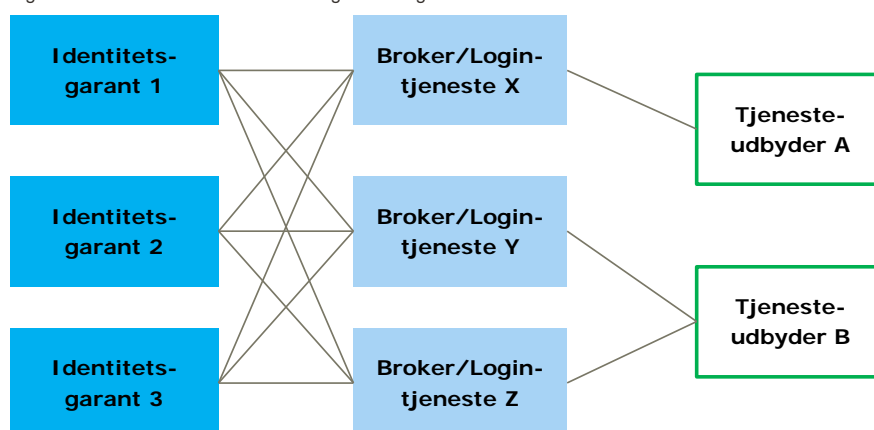 Identitets-
garant 1
Broker/Login-
tjeneste X
Tjeneste-
udbyder A
Identitets-
garant 2
Broker/Login-
tjeneste Y
Tjeneste-
udbyder B
Identitets-
garant 3
Broker/Login-
tjeneste Z